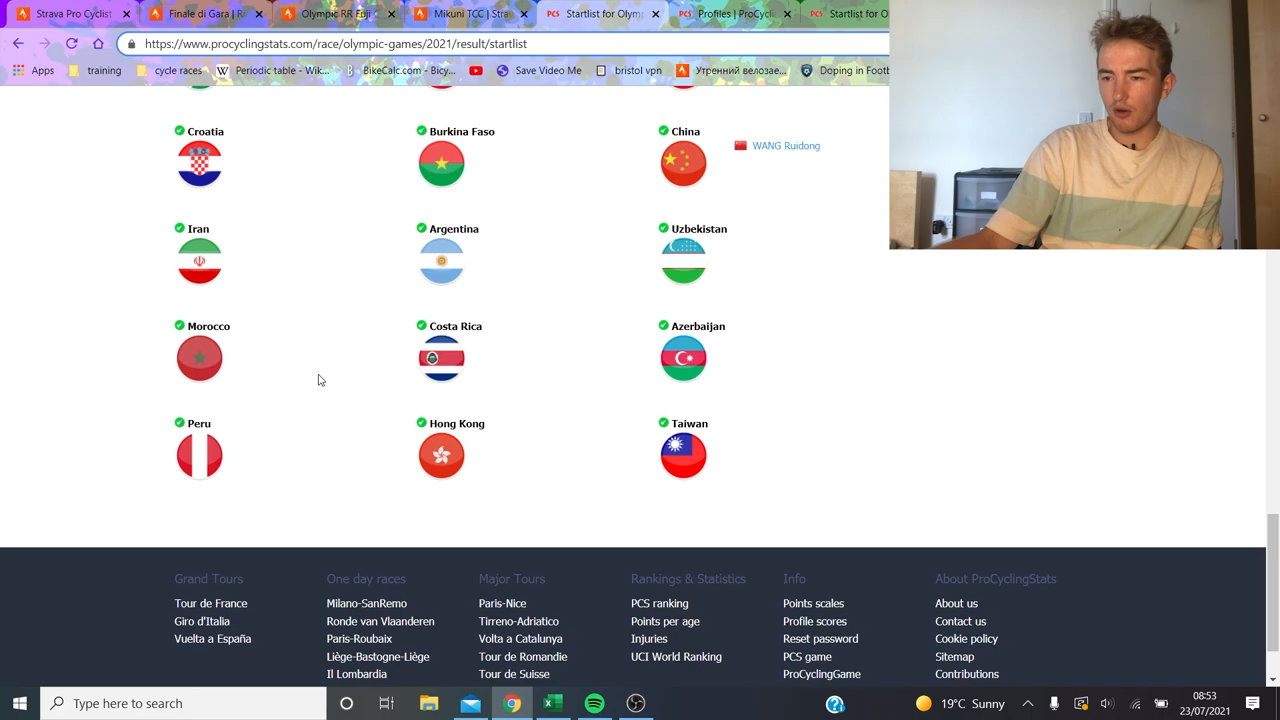 Strava Pro Cyclist
Finale di Gara | Ri
Olympic RR Fuji C
Mikuni TCC | Stra
PCS Startlist for Olym
PCS Profiles | ProCyclin
PCS Startlist for O
https://www.procyclingstats.com/race/olympic-games/2021/result/startlist
Apps training cycle races Periodic table - Wik... BikeCalc.com - Bicy... Save Video Me bristol vpn Утренний велозае... Doping in Footb
Croatia Burkina Faso China
WANG Ruidong
Iran Argentina Uzbekistan
Morocco Costa Rica Azerbaijan
Peru Hong Kong Taiwan
Grand Tours One day races Major Tours Rankings & Statistics Info About ProCyclingStats
Tour de France Milano-SanRemo Paris-Nice PCS ranking Points scales About us
Giro d'Italia Ronde van Vlaanderen Tirreno-Adriatico Points per age Profile scores Contact us
Vuelta a España Paris-Roubaix Volta a Catalunya Injuries Reset password Cookie policy
Liège-Bastogne-Liège Tour de Romandie UCI World Ranking PCS game Sitemap
Il Lombardia Tour de Suisse ProCyclingGame Contributions
Type here to search
19°C Sunny
08:53
23/07/2021